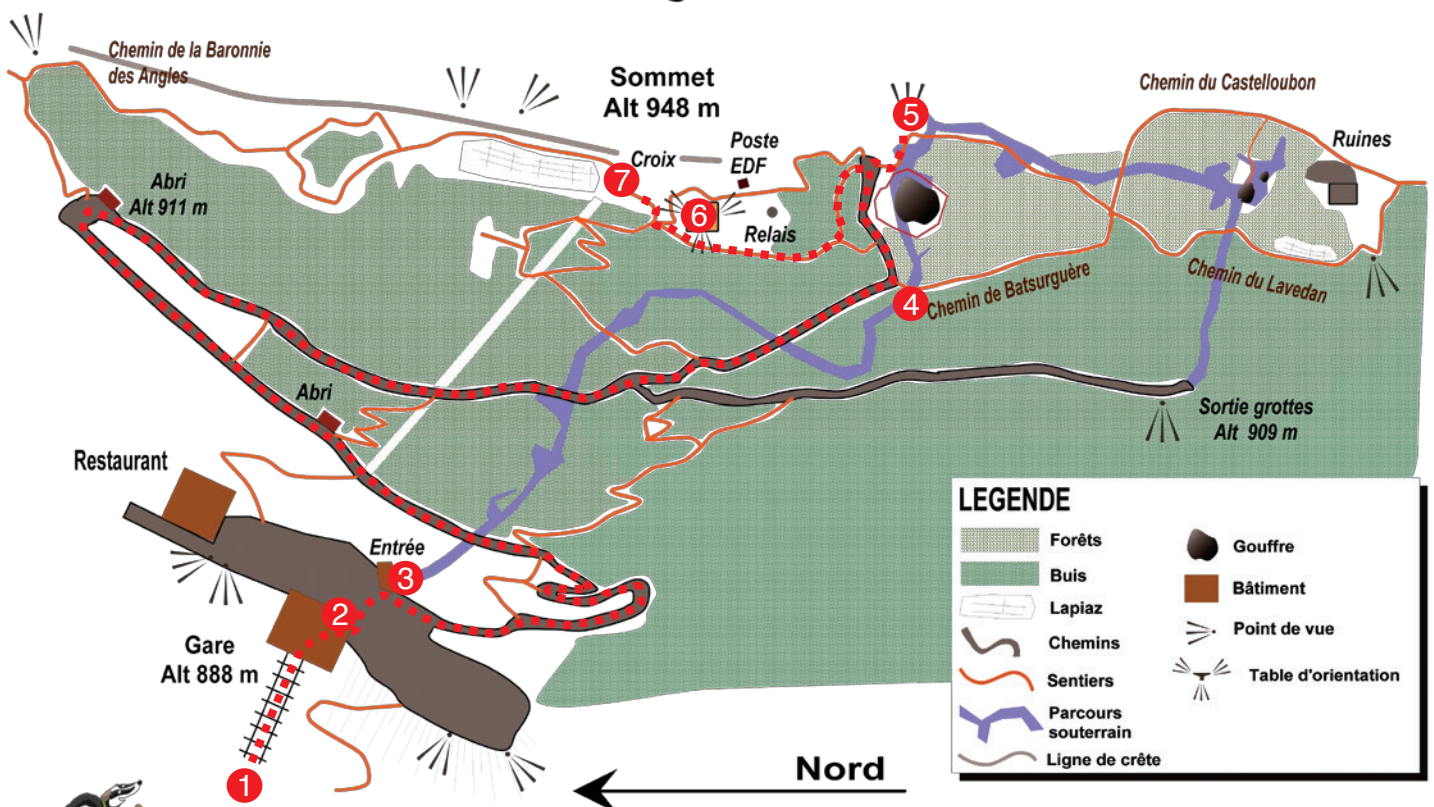 Chemin de la Baronnie
des Angles
Sommet
Alt 948 m
Chemin du Castelloubon
5
Ruines
Poste
EDF
Croix
7
Abri
Alt 911 m
6
Relais
4
Chemin de Batsurguère
Chemin du Lavedan
Abri
Sortie grottes
Alt 909 m
Restaurant
Entrée
3
2
Gare
Alt 888 m
1
Nord
LEGENDE
Forêts
Buis
Lapiaz
Chemins
Sentiers
Parcours
souterrain
Ligne de crête
Gouffre
Bâtiment
Point de vue
Table d'orientation